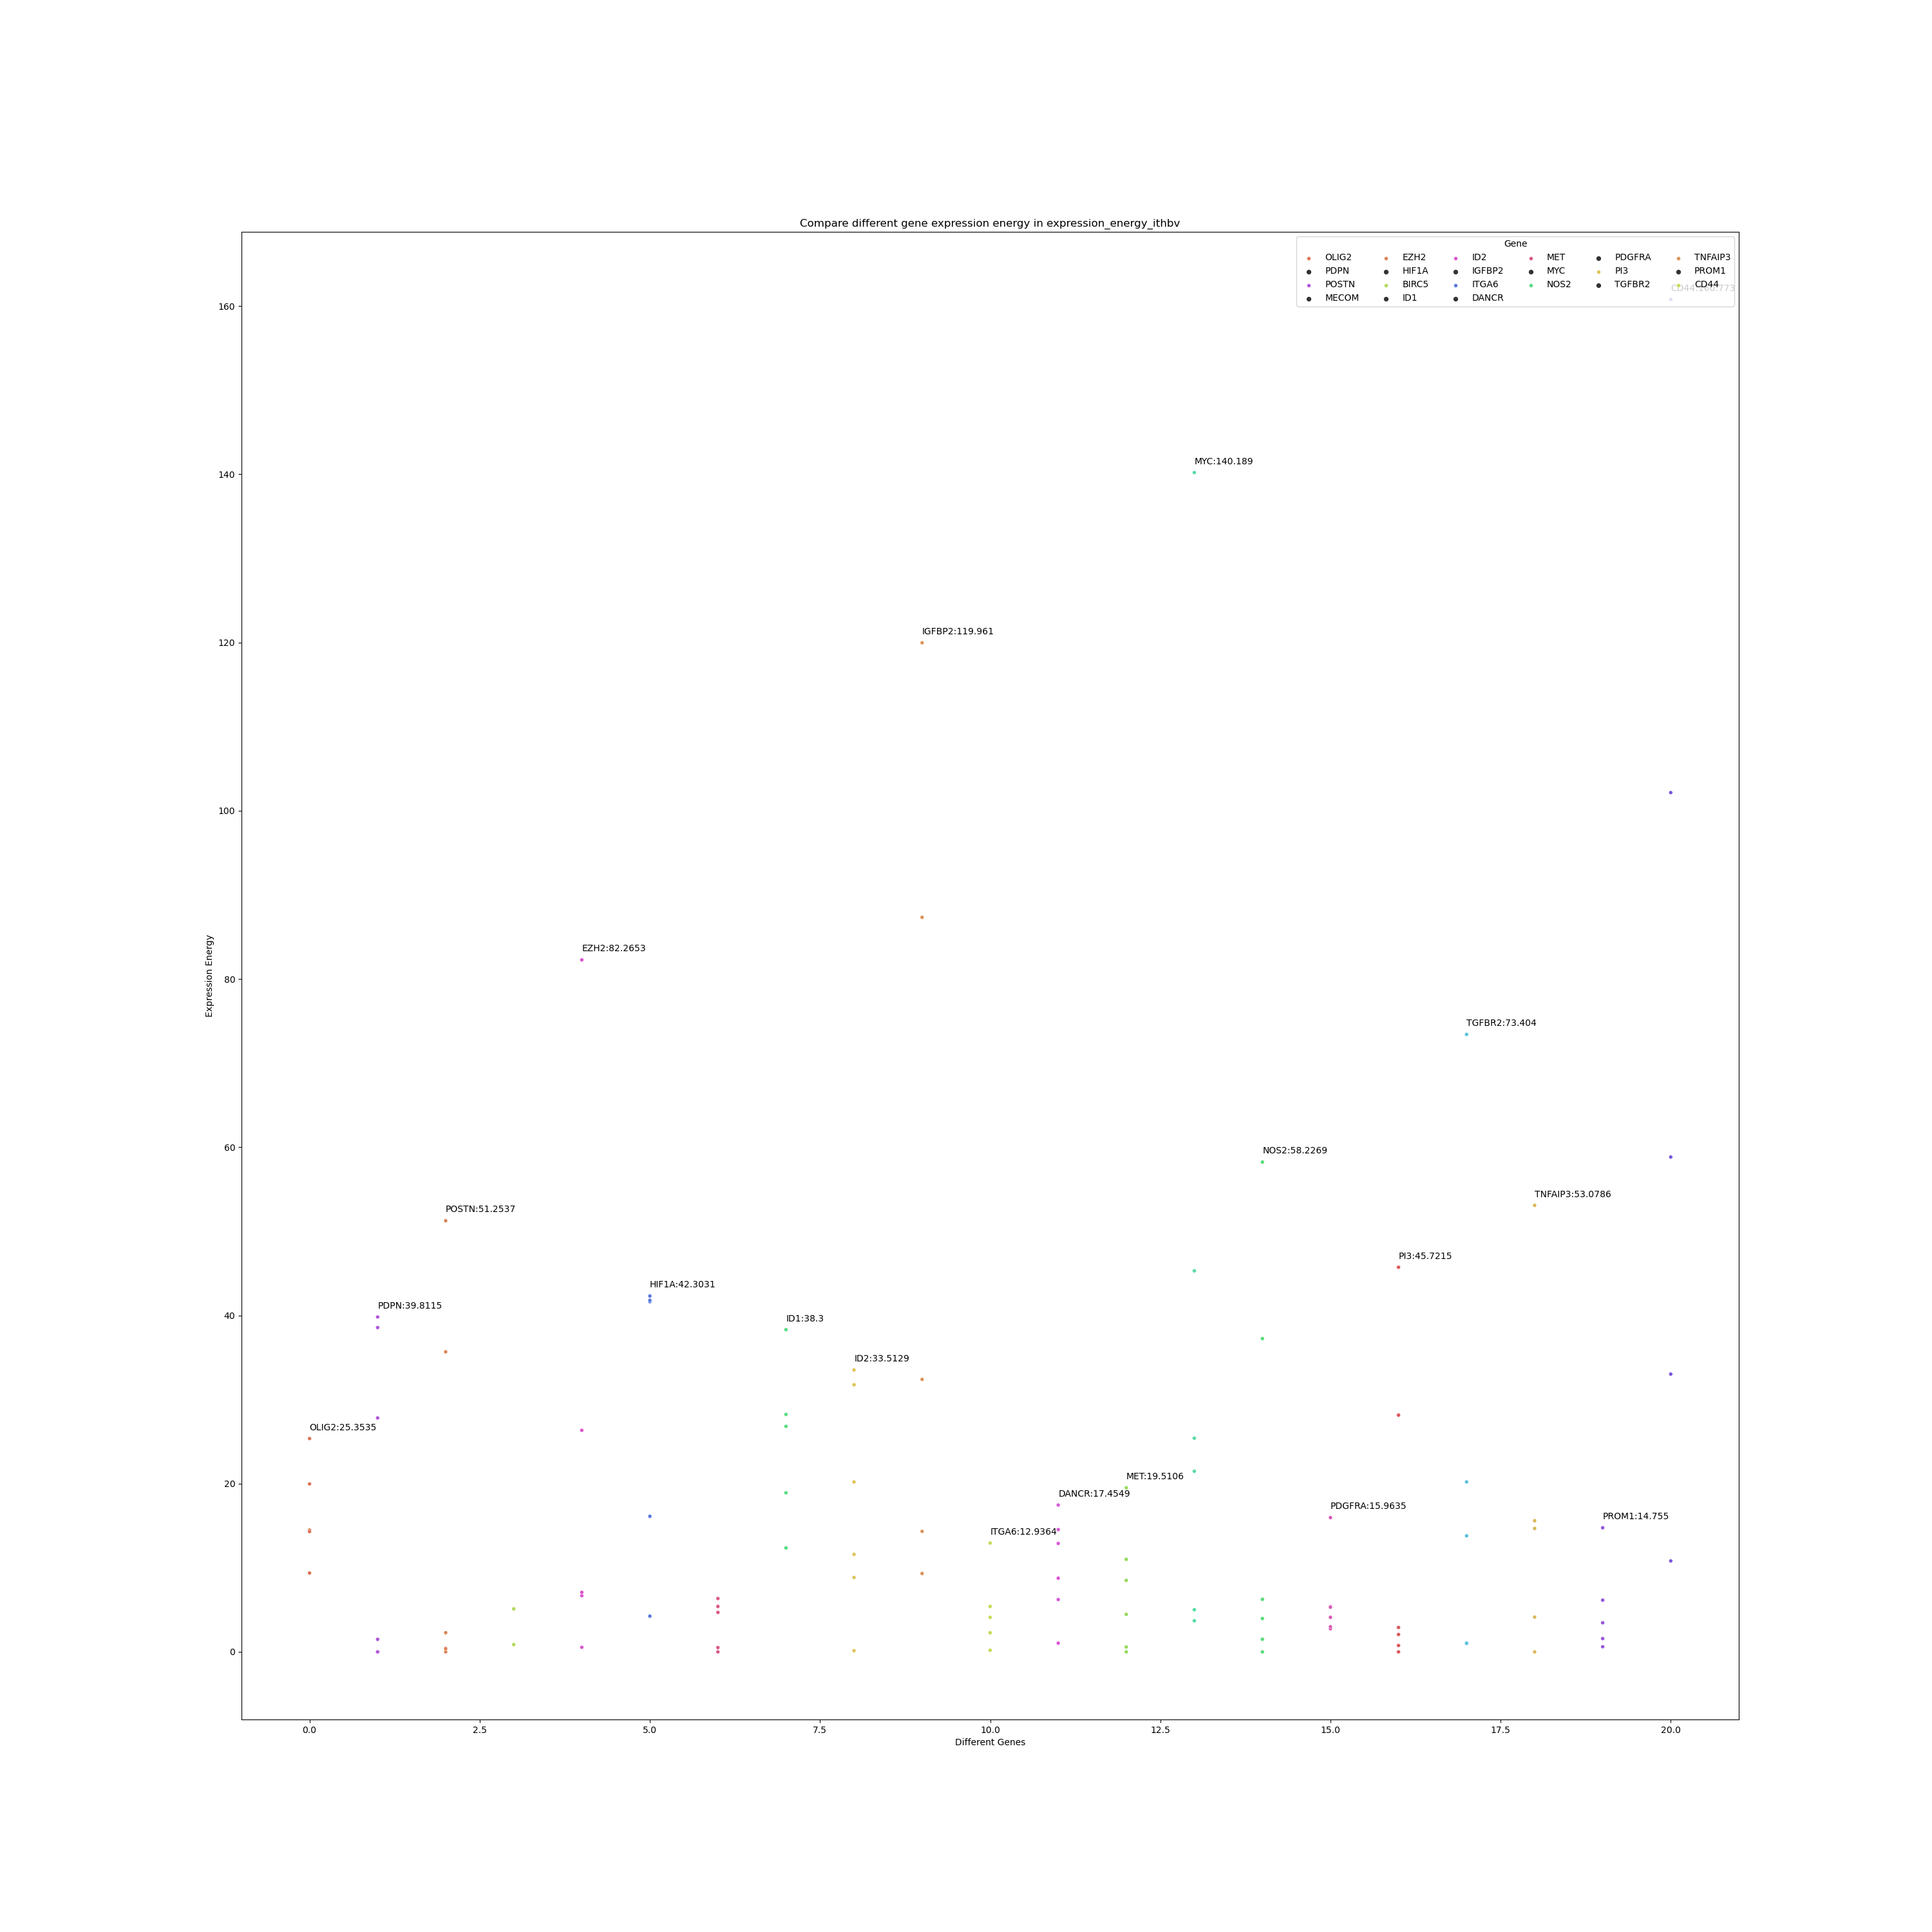 Compare different gene expression energy in expression_energy_ithbv
Gene
OLIG2 EZH2 ID2 MET PDGFRA TNFAIP3
PDPN HIF1A IGFBP2 MYC PI3 PROM1
POSTN BIRC5 ITGA6 NOS2 TGFBR2 CD44
MECOM ID1 DANCR
160
MYC:140.189
140
IGFBP2:119.961
120
100
EZH2:82.2653
80
Expression Energy
TGFBR2:73.404
NOS2:58.2269
60
TNFAIP3:53.0786
POSTN:51.2537
PI3:45.7215
HIF1A:42.3031
PDPN:39.8115
40
ID1:38.3
ID2:33.5129
OLIG2:25.3535
20
MET:19.5106
DANCR:17.4549
PDGFRA:15.9635
PROM1:14.755
ITGA6:12.9364
0
0.0 2.5 5.0 7.5 10.0 12.5 15.0 17.5 20.0
Different Genes